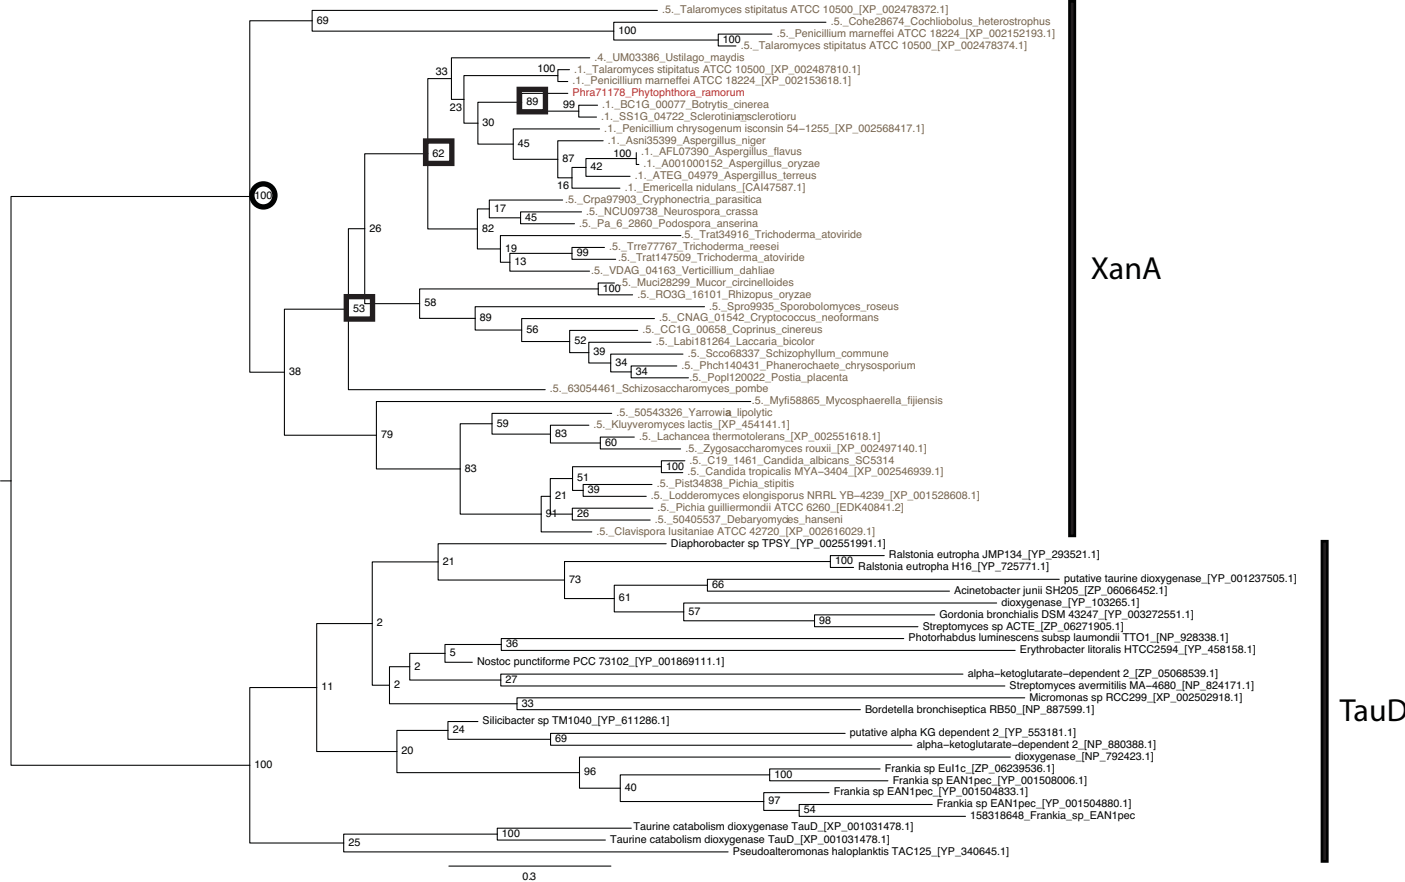 .5._Talaromyces stipitatus ATCC 10500_[XP_002478372.1]
69
.5._Cohe28674_Cochliobolus_heterostrophus
100
.5._Penicillium marneffei ATCC 18224_[XP_002152193.1]
100
.5._Talaromyces stipitatus ATCC 10500_[XP_002478374.1]
.4._UM03386_Ustilago_maydis
33
100
.1._Talaromyces stipitatus ATCC 10500_[XP_002487810.1]
.1._Penicillium marneffei ATCC 18224_[XP_002153618.1]
23
Phra71178_Phytophthora_ramorum
89
99
.1._BC1G_00077_Botrytis_cinerea
.1._SS1G_04722_Sclerotiniamsclerotioru
30
.1._Penicillium chrysogenum isconsin 54−1255_[XP_002568417.1]
45
.1._Asni35399_Aspergillus_niger
62
87
100
.1._AFL07390_Aspergillus_flavus
.1._A001000152_Aspergillus_oryzae
42
.1._ATEG_04979_Aspergillus_terreus
16
.1._Emericella nidulans_[CAI47587.1]
100
.5._Crpa97903_Cryphonectria_parasitica
17
.5._NCU09738_Neurospora_crassa
45
.5._Pa_6_2860_Podospora_anserina
26
82
.5._Trat34916_Trichoderma_atoviride
19
.5._Trre77767_Trichoderma_reesei
99
.5._Trat147509_Trichoderma_atoviride
13
.5._VDAG_04163_Verticillium_dahliae
XanA
.5._Muci28299_Mucor_circinelloides
100
.5._RO3G_16101_Rhizopus_oryzae
58
53
.5._Spro9935_Sporobolomyces_roseus
89
.5._CNAG_01542_Cryptococcus_neoformans
56
.5._CC1G_00658_Coprinus_cinereus
52
.5._Labi181264_Laccaria_bicolor
39
.5._Scco68337_Schizophyllum_commune
34
.5._Phch140431_Phanerochaete_chrysosporium
34
.5._Popl120022_Postia_placenta
38
.5._63054461_Schizosaccharomyces_pombe
.5._Myfi58865_Mycosphaerella_fijiensis
79
.5._50543326_Yarrowia_lipolytic
59
.5._Kluyveromyces lactis_[XP_454141.1]
83
.5._Lachancea thermotolerans_[XP_002551618.1]
60
.5._Zygosaccharomyces rouxii_[XP_002497140.1]
83
.5._C19_1461_Candida_albicans_SC5314
100
.5._Candida tropicalis MYA−3404_[XP_002546939.1]
51
.5._Pist34838_Pichia_stipitis
39
.5._Lodderomyces elongisporus NRRL YB−4239_[XP_001528608.1]
21
.5._Pichia guilliermondii ATCC 6260_[EDK40841.2]
91
26
.5._50405537_Debaryomycies_hanseni
.5._Clavispora lusitaniae ATCC 42720_[XP_002616029.1]
Diaphorobacter sp TPSY_[YP_002551991.1]
21
Ralstonia eutropha JMP134_[YP_293521.1]
100
Ralstonia eutropha H16_[YP_725771.1]
73
putative taurine dioxygenase_[YP_001237505.1]
66
Acinetobacter junii SH205_[ZP_06066452.1]
61
dioxygenase_[YP_103265.1]
57
Gordonia bronchialis DSM 43247_[YP_003272551.1]
98
Streptomyces sp ACTE_[ZP_06271905.1]
2
Photorhabdus luminescens subsp laumondii TTO1_[NP_928338.1]
36
Erythrobacter litoralis HTCC2594_[YP_458158.1]
5
Nostoc punctiforme PCC 73102_[YP_001869111.1]
2
alpha−ketoglutarate−dependent 2_[ZP_05068539.1]
27
Streptomyces avermitilis MA−4680_[NP_824171.1]
2
11
Micromonas sp RCC299_[XP_002502918.1]
33
Bordetella bronchiseptica RB50_[NP_887599.1]
TauD
Silicibacter sp TM1040_[YP_611286.1]
24
putative alpha KG dependent 2_[YP_553181.1]
69
alpha−ketoglutarate−dependent 2_[NP_880388.1]
20
dioxygenase_[NP_792423.1]
100
96
Frankia sp EuI1c_[ZP_06239536.1]
100
Frankia sp EAN1pec_[YP_001508006.1]
40
Frankia sp EAN1pec_[YP_001504833.1]
97
Frankia sp EAN1pec_[YP_001504880.1]
54
158318648_Frankia_sp_EAN1pec
Taurine catabolism dioxygenase TauD_[XP_001031478.1]
100
Taurine catabolism dioxygenase TauD_[XP_001031478.1]
25
Pseudoalteromonas haloplanktis TAC125_[YP_340645.1]
0.3